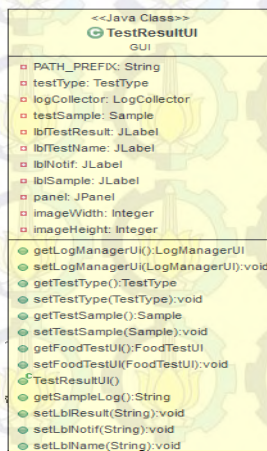 <<Java Class>>
TestResultUI
GUI
PATH_PREFIX: String
testType: TestType
logCollector: LogCollector
testSample: Sample
lblTestResult: JLabel
lblTestName: JLabel
lblNotif: JLabel
lblSample: JLabel
panel: JPanel
imageWidth: Integer
imageHeight: Integer
getLogManagerUi():LogManagerUI
setLogManagerUi(LogManagerUI):void
getTestType():TestType
setTestType(TestType):void
getTestSample():Sample
setTestSample(Sample):void
getFoodTestUI():FoodTestUI
setFoodTestUI(FoodTestUI):void
TestResultUI()
getSampleLog():String
setLblResult(String):void
setLblNotif(String):void
setLblName(String):void